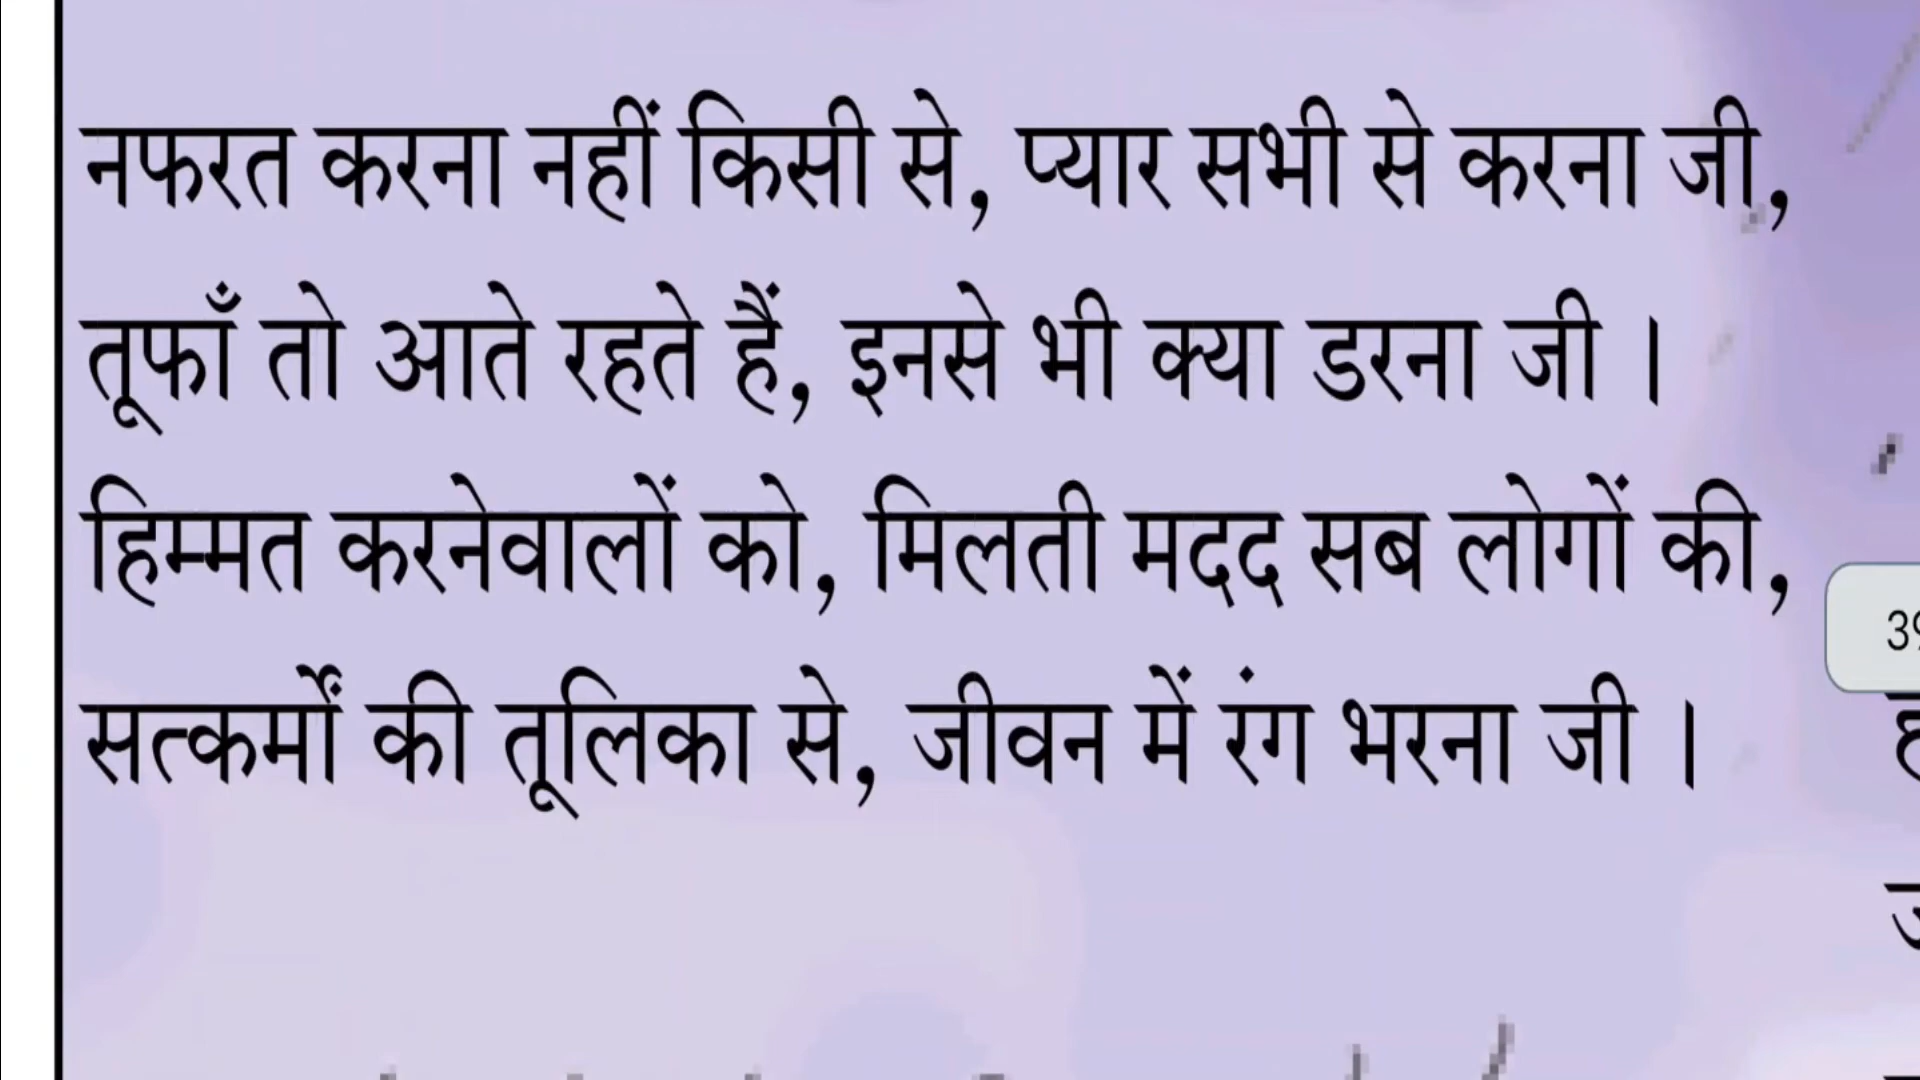 नफरत करना नहीं किसी से, प्यार सभी से करना जी,
तूफाँ तो आते रहते हैं, इनसे भी क्या डरना जी ।
हिम्मत करनेवालों को, मिलती मदद सब लोगों की,
सत्कर्मों की तूलिका से, जीवन में रंग भरना जी ।